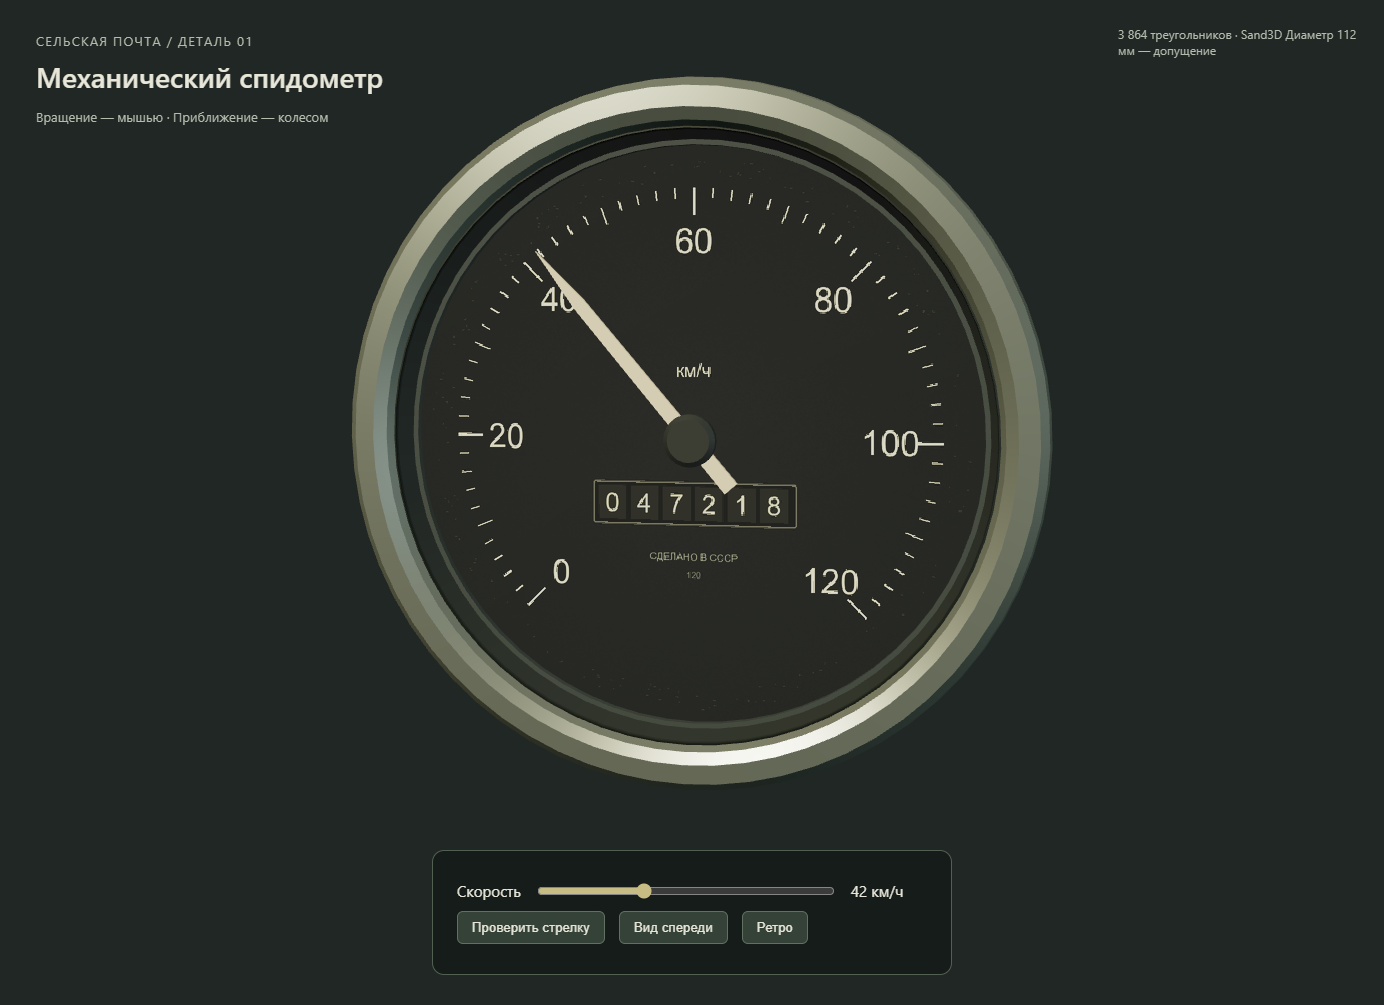 СЕЛЬСКАЯ ПОЧТА / ДЕТАЛЬ 01
3 864 треугольников · Sand3D Диаметр 112
мм — допущение
Механический спидометр
Вращение — мышью · Приближение — колесом
60
40
80
км/ч
20
100
0 4 7 2 1 8
СДЕЛАНО В СССР
120
0
120
Скорость
42 км/ч
Проверить стрелку
Вид спереди
Ретро